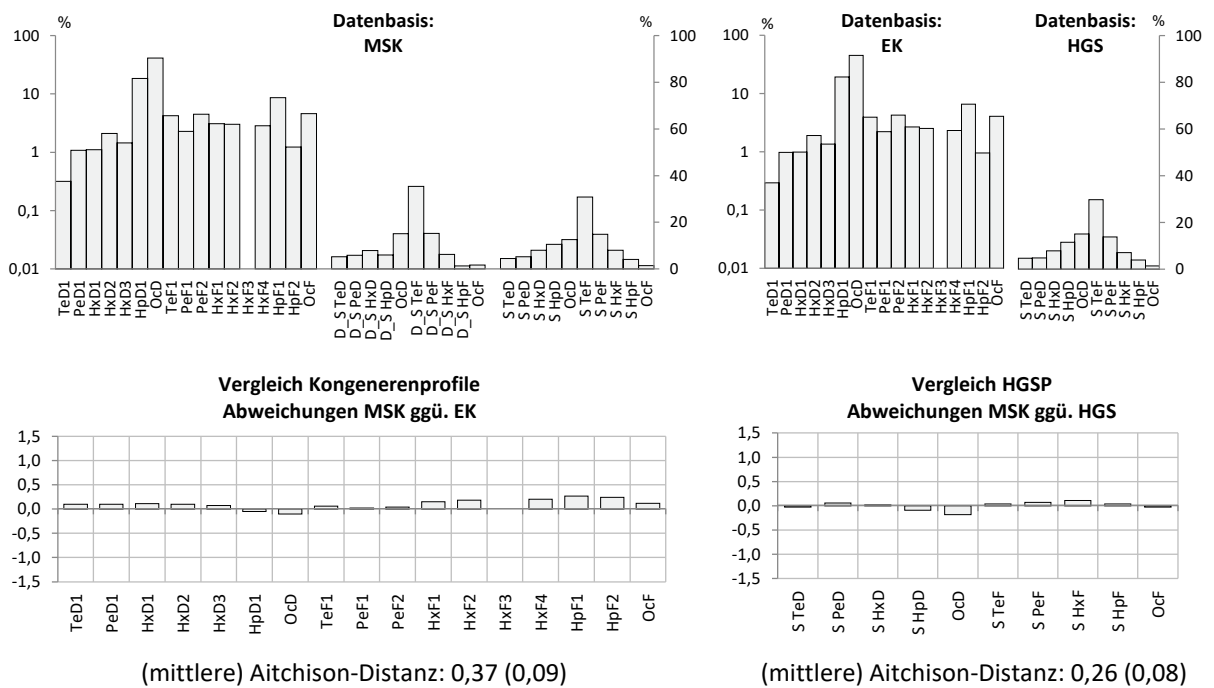 %
Datenbasis:
MSK
100
10
1
0,1
0,01
TeD1
PeD1
HxD1
HxD2
HxD3
HpD1
OcD
TeF1
PeF1
PeF2
HxF1
HxF2
HxF3
HxF4
HpF1
HpF2
OcF
D_S TeD
D_S PeD
D_S HxD
D_S HpD
OcD
D_S TeF
D_S PeF
D_S HxF
D_S HpF
OcF
S TeD
S PeD
S HxD
S HpD
OcD
S TeF
S PeF
S HxF
S HpF
OcF
100
80
60
40
20
0
%
Datenbasis:
EK
100
10
1
0,1
0,01
TeD1
PeD1
HxD1
HxD2
HxD3
HpD1
OcD
TeF1
PeF1
PeF2
HxF1
HxF2
HxF3
HxF4
HpF1
HpF2
OcF
Datenbasis:
HGS
%
S TeD
S PeD
S HxD
S HpD
OcD
S TeF
S PeF
S HxF
S HpF
OcF
100
80
60
40
20
0
%
Vergleich Kongenerenprofile
Abweichungen MSK ggü. EK
1,5
1,0
0,5
0,0
-0,5
-1,0
-1,5
TeD1
PeD1
HxD1
HxD2
HxD3
HpD1
OcD
TeF1
PeF1
PeF2
HxF1
HxF2
HxF3
HxF4
HpF1
HpF2
OcF
(mittlere) Aitchison-Distanz: 0,37 (0,09)
Vergleich HGSP
Abweichungen MSK ggü. HGS
1,5
1,0
0,5
0,0
-0,5
-1,0
-1,5
S TeD
S PeD
S HxD
S HpD
OcD
S TeF
S PeF
S HxF
S HpF
OcF
(mittlere) Aitchison-Distanz: 0,26 (0,08)